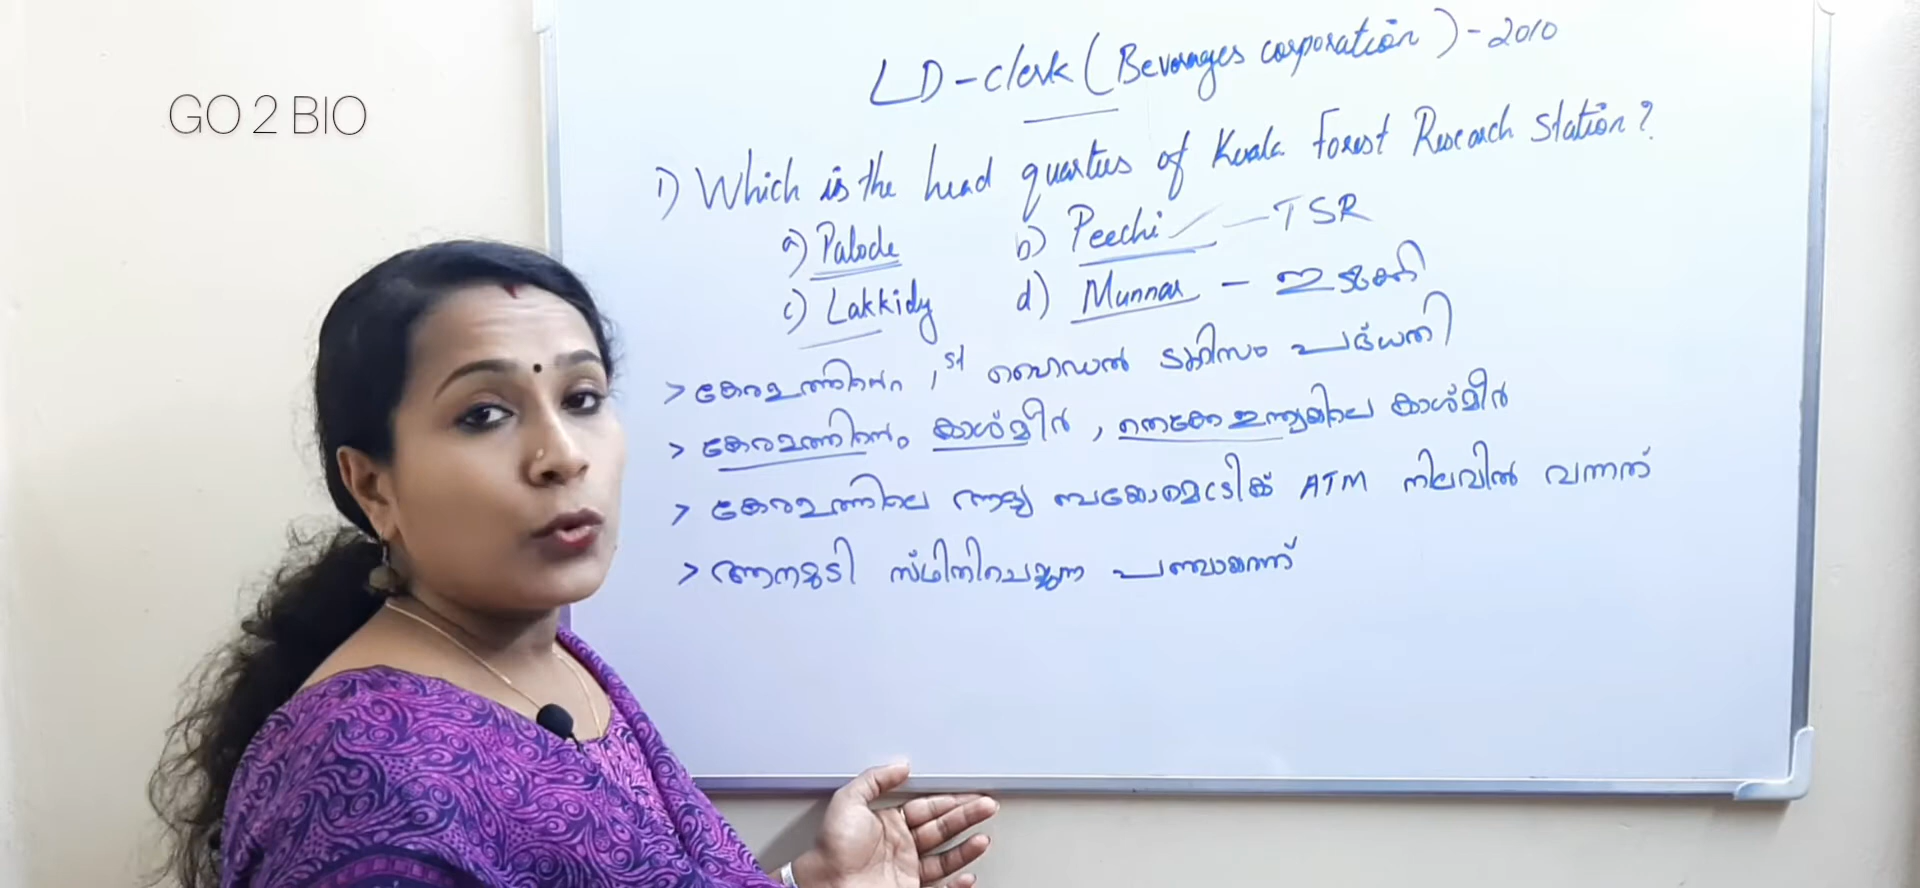 GO 2 BIO
LD-Clerk (Beverages corporation) - 2010
1) Which is the head quarters of Kerala Forest Research Station?
a) Palode b) Peechi - TSR
c) Lakkidy d) Munnar - ഇടുക്കി
> കേരളത്തിലെ 1st ബൈഡൽ ടൂറിസം പദ്ധതി
> കേരളത്തിലെ കാശ്മീർ, തെക്കേ ഇന്ത്യയിലെ കാശ്മീർ
> കേരളത്തിലെ ആദ്യ ബയോമെട്രിക് ATM നിലവിൽ വന്നത്
> ആനമുടി സ്ഥിതിചെയ്യുന്ന പഞ്ചായത്ത്